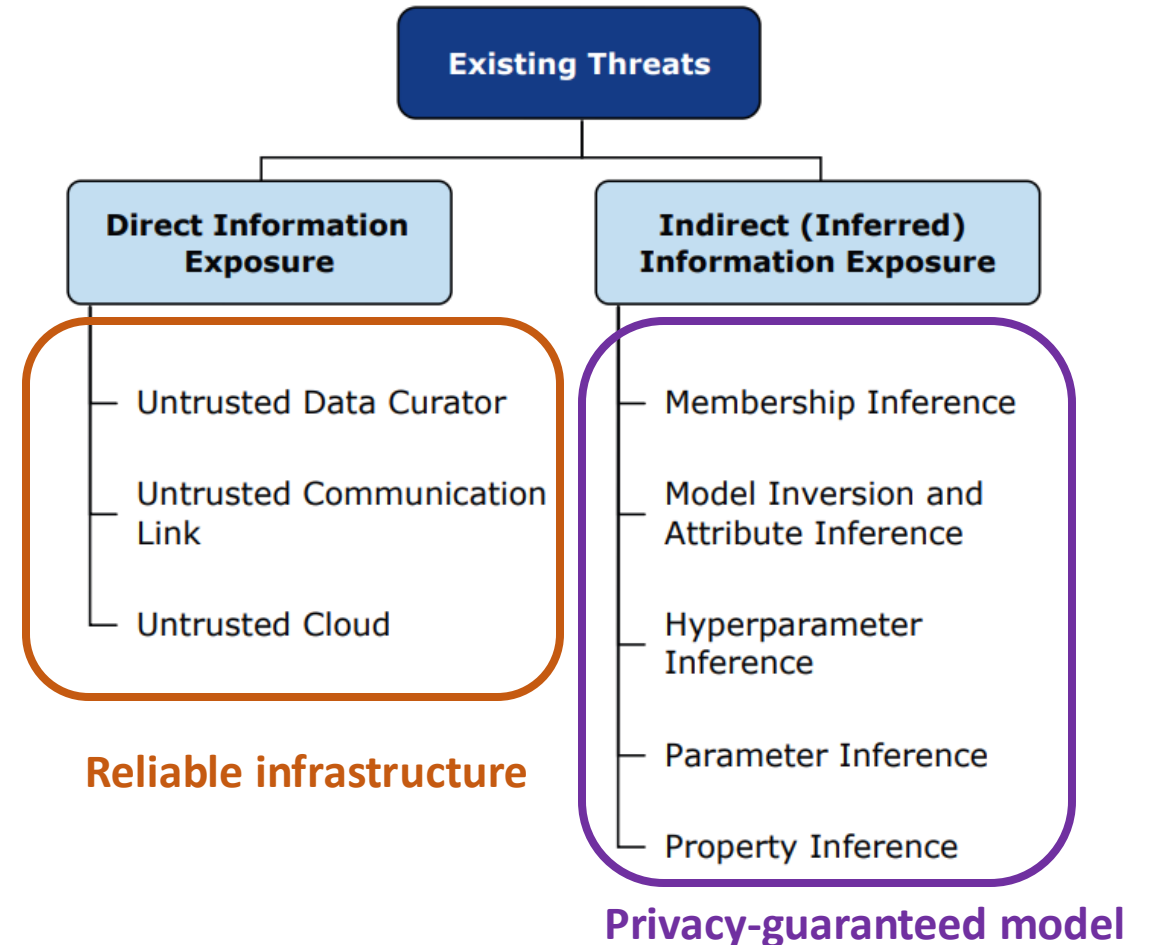 Existing Threats
Direct Information
Exposure
Untrusted Data Curator
Untrusted Communication
Link
Untrusted Cloud
Reliable infrastructure
Indirect (Inferred)
Information Exposure
Membership Inference
Model Inversion and
Attribute Inference
Hyperparameter
Inference
Parameter Inference
Property Inference
Privacy-guaranteed model